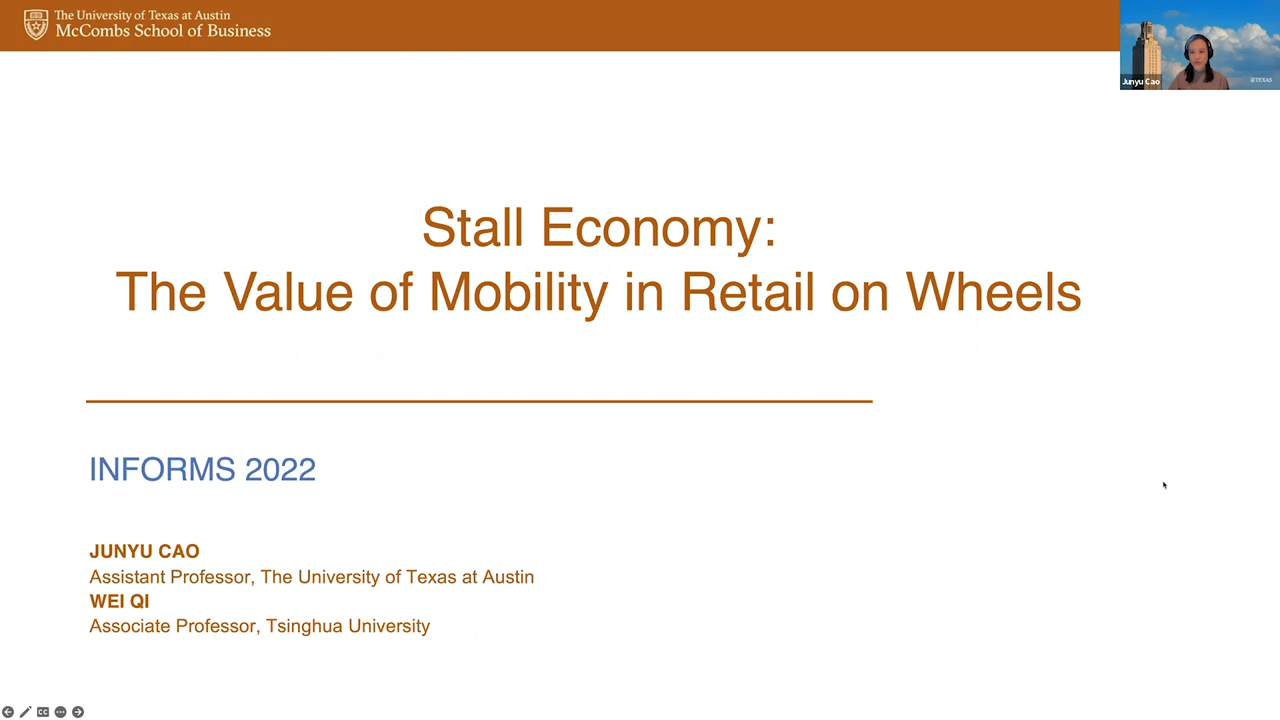 The University of Texas at Austin
McCombs School of Business
Junyu Cao
@TEXAS
Stall Economy:
The Value of Mobility in Retail on Wheels
INFORMS 2022
JUNYU CAO
Assistant Professor, The University of Texas at Austin
WEI QI
Associate Professor, Tsinghua University
CC